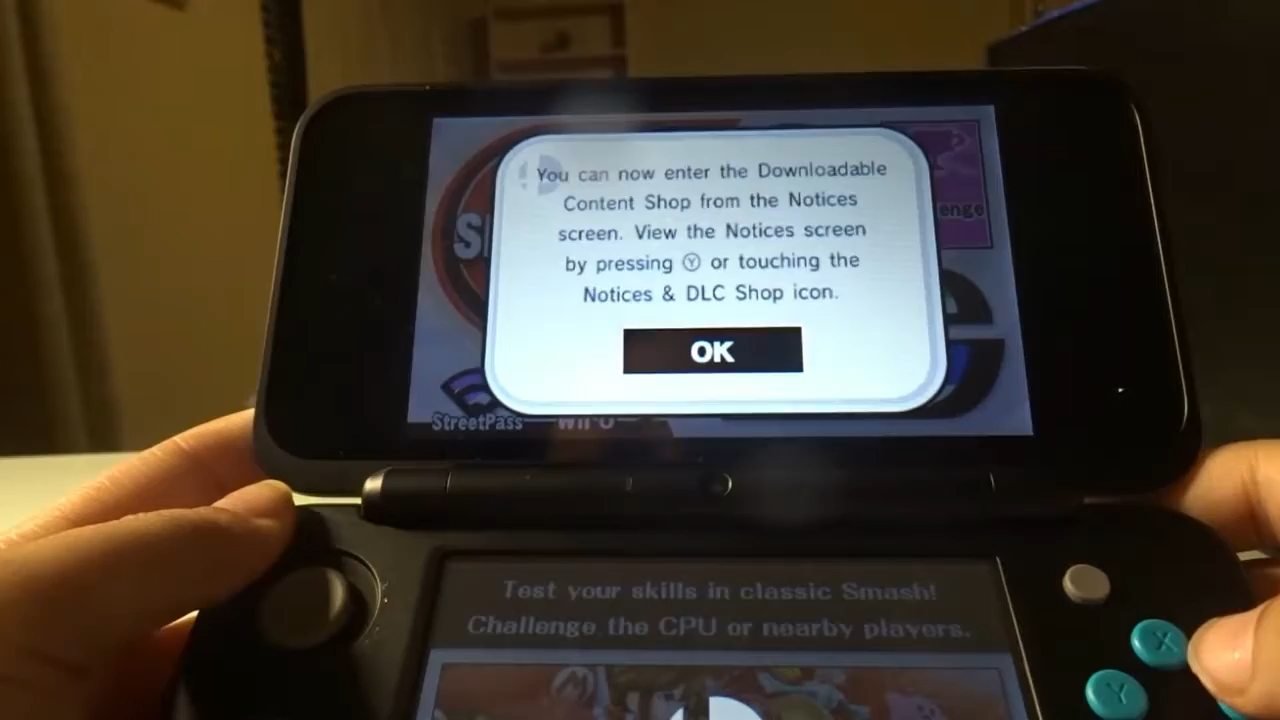 You can now enter the Downloadable
Content Shop from the Notices
screen. View the Notices screen
by pressing Ⓨ or touching the
Notices & DLC Shop icon.
OK
S
enge
e
StreetPass
Wii U
Test your skills in classic Smash!
Challenge the CPU or nearby players.
X
Y